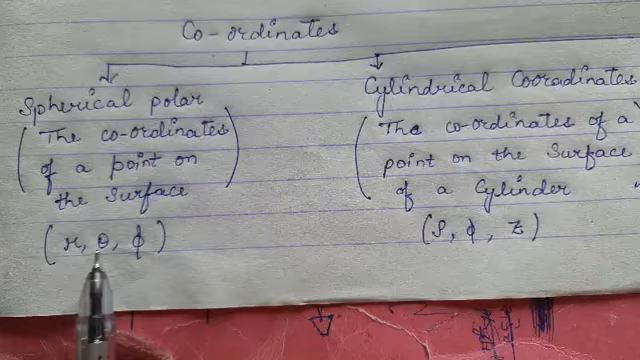 Co-ordinates
Spherical polar
(The co-ordinates
of a point on
the surface)
(r, θ, ϕ)
Cylindrical Cooradinates
(The co-ordinates of a
point on the surface
of a Cylinder
(ρ, ϕ, z)